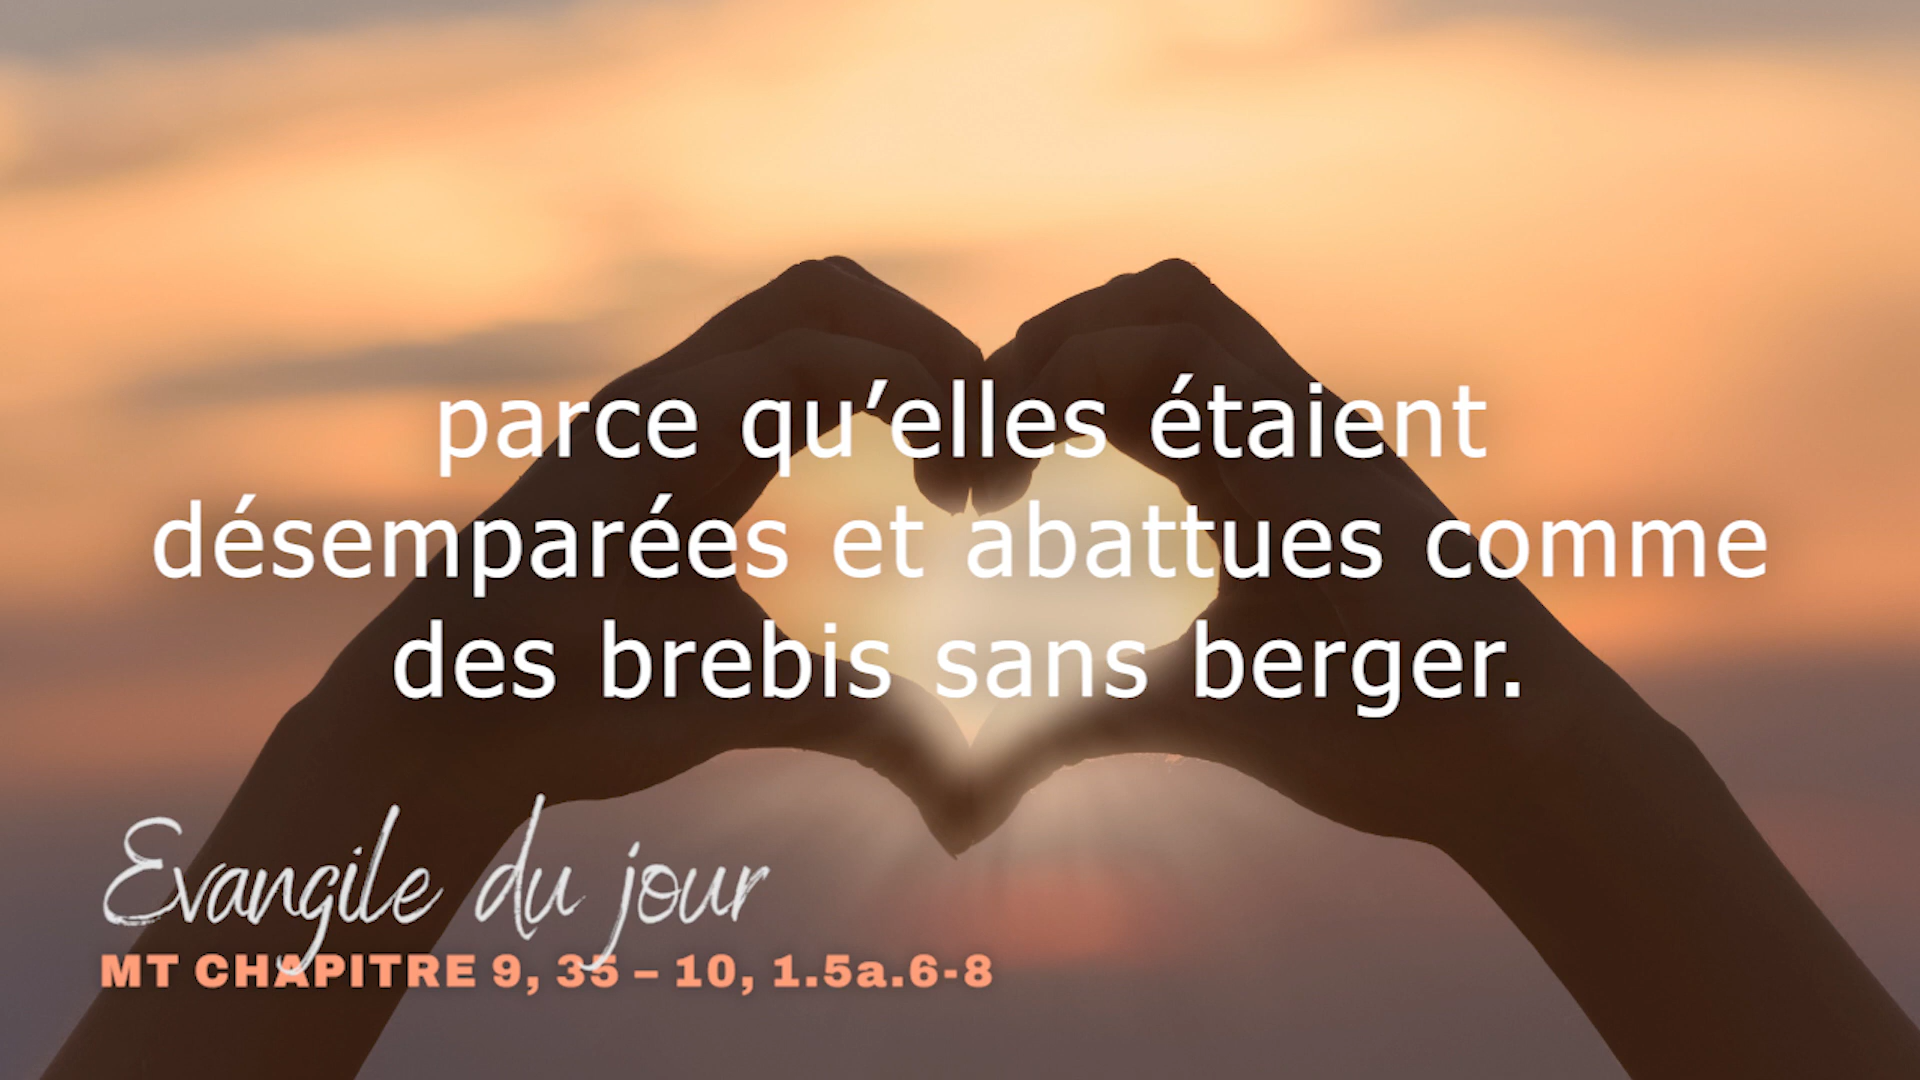 parce qu’elles étaient
désemparées et abattues comme
des brebis sans berger.
Evangile du jour
MT CHAPITRE 9, 35 – 10, 1.5a.6-8